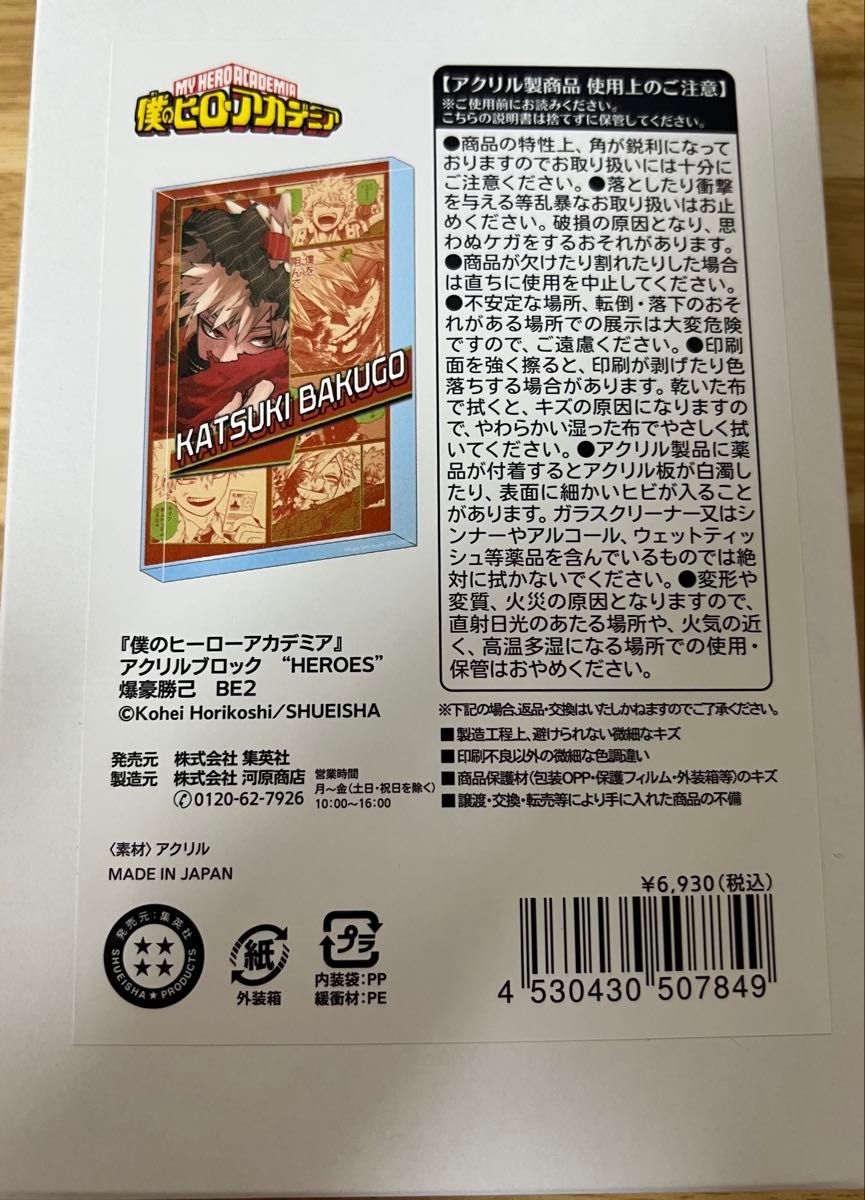 MY HERO ACADEMIA
僕のヒーローアカデミア
僕を
阻んで
KATSUKI BAKUGO
『僕のヒーローアカデミア』
アクリルブロック “HEROES”
爆豪勝己 BE2
©Kohei Horikoshi/SHUEISHA
発売元 株式会社 集英社
製造元 株式会社 河原商店
0120-62-7926
営業時間
月～金(土日・祝日を除く)
10:00～16:00
〈素材〉アクリル
MADE IN JAPAN
発売元:集英社
SHUEISHA★PRODUCTS
紙
外装箱
プラ
内装袋:PP
緩衝材:PE
【アクリル製商品 使用上のご注意】
※ご使用前にお読みください。
こちらの説明書は捨てずに保管してください。
●商品の特性上、角が鋭利になって
おりますのでお取り扱いには十分に
ご注意ください。●落としたり衝撃
を与える等乱暴なお取り扱いはお止
めください。破損の原因となり、思
わぬケガをするおそれがあります。
●商品が欠けたり割れたりした場合
は直ちに使用を中止してください。
●不安定な場所、転倒・落下のおそ
れがある場所での展示は大変危険
ですので、ご遠慮ください。●印刷
面を強く擦ると、印刷が剥げたり色
落ちする場合があります。乾いた布
で拭くと、キズの原因になりますの
で、やわらかい湿った布でやさしく拭
いてください。●アクリル製品に薬
品が付着するとアクリル板が白濁し
たり、表面に細かいヒビが入ること
があります。ガラスクリーナー又はシ
ンナーやアルコール、ウェットティッ
シュ等薬品を含んでいるものでは絶
対に拭かないでください。●変形や
変質、火災の原因となりますので、
直射日光のあたる場所や、火気の近
く、高温多湿になる場所での使用・
保管はおやめください。
※下記の場合、返品・交換はいたしかねますのでご了承ください。
■製造工程上、避けられない微細なキズ
■印刷不良以外の微細な色調違い
■商品保護材(包装OPP・保護フィルム・外装箱等)のキズ
■譲渡・交換・転売等により手に入れた商品の不備
¥6,930(税込)
4 530430 507849